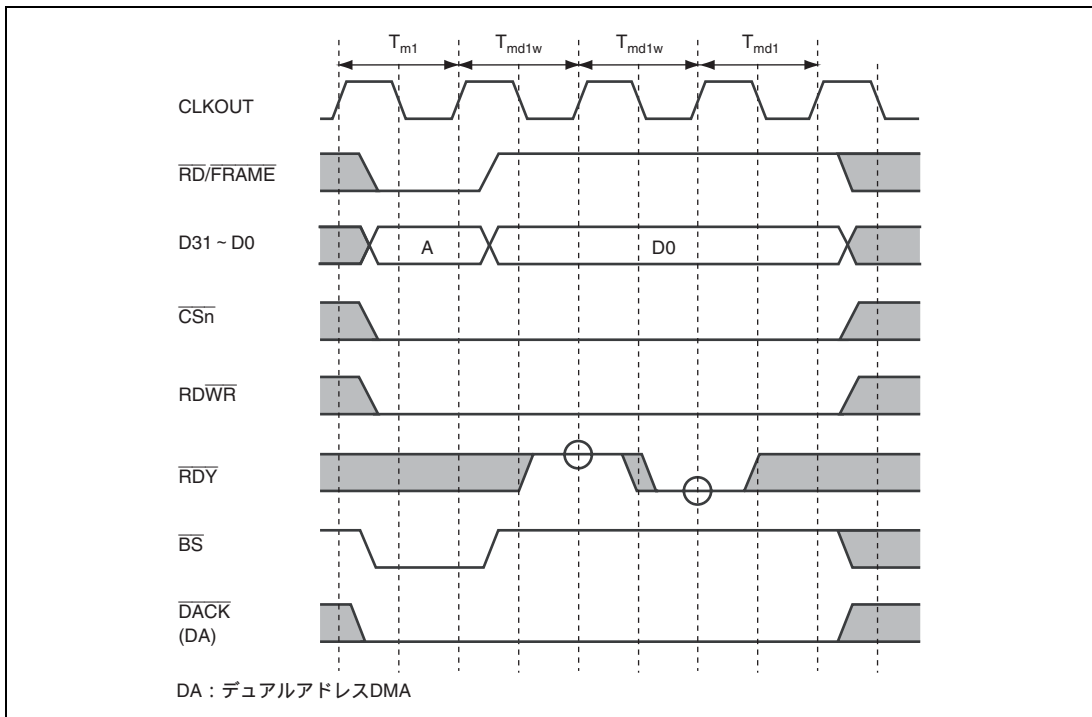 Tm1 Tmd1w Tmd1w Tmd1
CLKOUT
RD/FRAME
D31 ~ D0 A D0
CSn
RDWR
RDY
BS
DACK
(DA)
DA：デュアルアドレスDMA